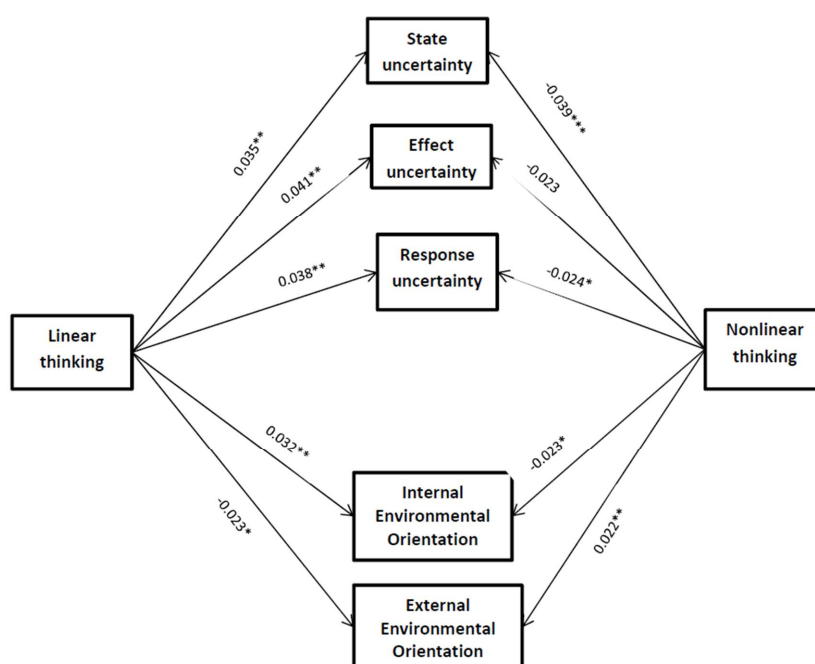 State
uncertainty
0.035**
-0.039***
Effect
uncertainty
0.041**
-0.023
Response
uncertainty
0.038**
-0.024*
Linear
thinking
Nonlinear
thinking
0.032**
-0.023*
Internal
Environmental
Orientation
-0.023*
0.022**
External
Environmental
Orientation